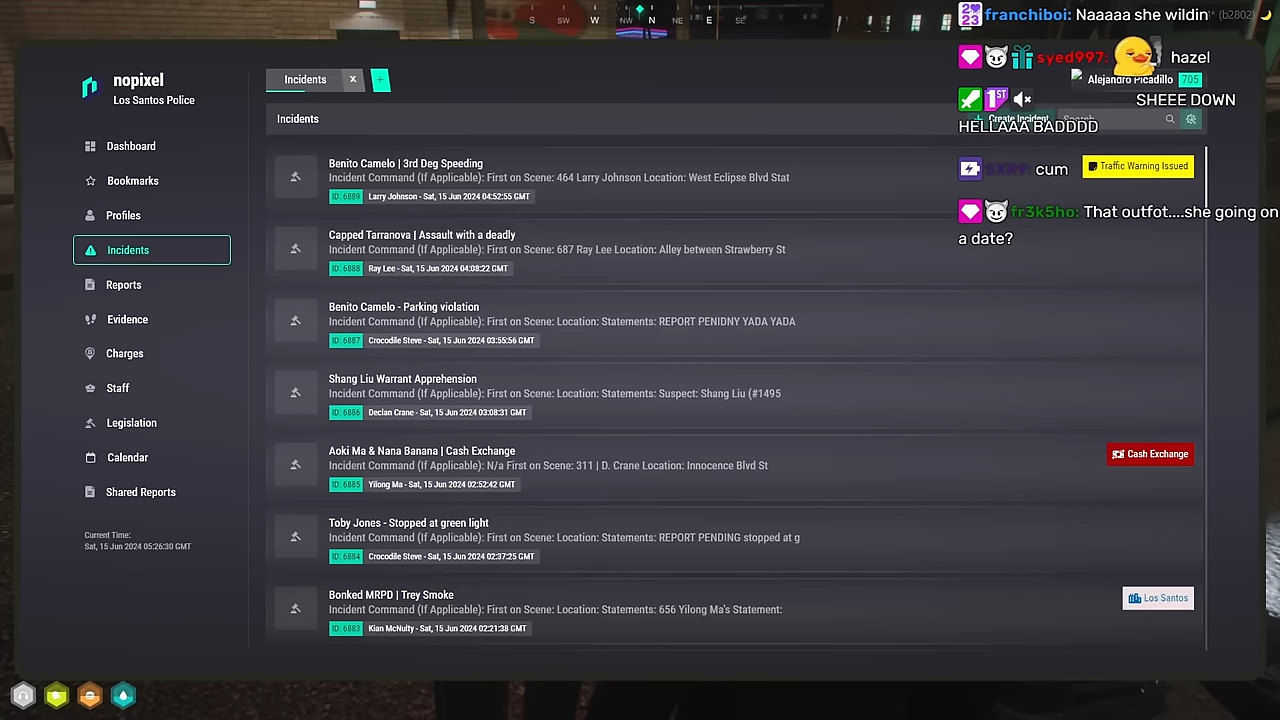 S SW W NW N NE E SE
franchiboi: Naaaaa she wildin
(b2802)
syed997: hazel
SHEEE DOWN
HELLAAA BADDDD
SXR9: cum
fr3k5ho: That outfot....she going on
a date?
nopixel
Los Santos Police
Dashboard
Bookmarks
Profiles
Incidents
Reports
Evidence
Charges
Staff
Legislation
Calendar
Shared Reports
Current Time:
Sat, 15 Jun 2024 05:26:30 GMT
Incidents x +
Alejandro Picadillo 705
Incidents
Create Incident
Search
Benito Camelo | 3rd Deg Speeding
Incident Command (If Applicable): First on Scene: 464 Larry Johnson Location: West Eclipse Blvd Stat
ID: 6889 Larry Johnson - Sat, 15 Jun 2024 04:52:55 GMT
Traffic Warning Issued
Capped Tarranova | Assault with a deadly
Incident Command (If Applicable): First on Scene: 687 Ray Lee Location: Alley between Strawberry St
ID: 6888 Ray Lee - Sat, 15 Jun 2024 04:08:22 GMT
Benito Camelo - Parking violation
Incident Command (If Applicable): First on Scene: Location: Statements: REPORT PENIDNY YADA YADA
ID: 6887 Crocodile Steve - Sat, 15 Jun 2024 03:55:56 GMT
Shang Liu Warrant Apprehension
Incident Command (If Applicable): First on Scene: Location: Statements: Suspect: Shang Liu (#1495
ID: 6886 Declan Crane - Sat, 15 Jun 2024 03:08:31 GMT
Aoki Ma & Nana Banana | Cash Exchange
Incident Command (If Applicable): N/a First on Scene: 311 | D. Crane Location: Innocence Blvd St
ID: 6885 Yilong Ma - Sat, 15 Jun 2024 02:52:42 GMT
Cash Exchange
Toby Jones - Stopped at green light
Incident Command (If Applicable): First on Scene: Location: Statements: REPORT PENDING stopped at g
ID: 6884 Crocodile Steve - Sat, 15 Jun 2024 02:37:25 GMT
Bonked MRPD | Trey Smoke
Incident Command (If Applicable): First on Scene: Location: Statements: 656 Yilong Ma's Statement:
ID: 6883 Kian McNulty - Sat, 15 Jun 2024 02:21:38 GMT
Los Santos